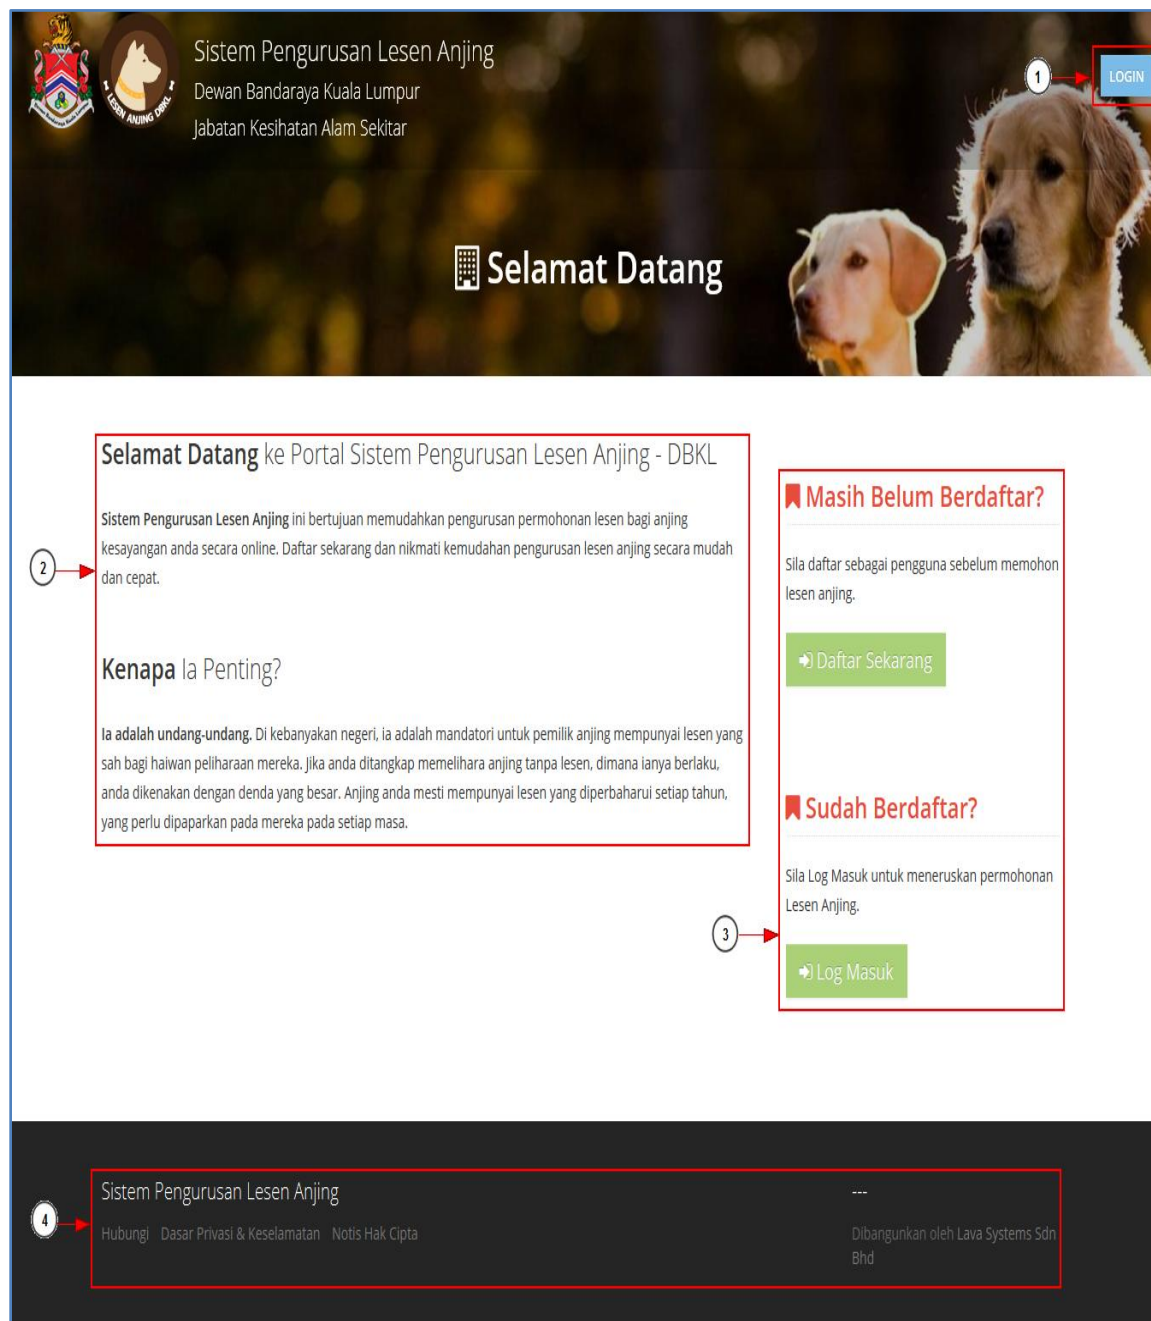 Sistem Pengurusan Lesen Anjing
Dewan Bandaraya Kuala Lumpur
Jabatan Kesihatan Alam Sekitar
LESEN ANJING DBKL
1
LOGIN
Selamat Datang
Selamat Datang ke Portal Sistem Pengurusan Lesen Anjing - DBKL
Sistem Pengurusan Lesen Anjing ini bertujuan memudahkan pengurusan permohonan lesen bagi anjing
kesayangan anda secara online. Daftar sekarang dan nikmati kemudahan pengurusan lesen anjing secara mudah
dan cepat.
2
Kenapa Ia Penting?
Ia adalah undang-undang. Di kebanyakan negeri, ia adalah mandatori untuk pemilik anjing mempunyai lesen yang
sah bagi haiwan peliharaan mereka. Jika anda ditangkap memelihara anjing tanpa lesen, dimana ianya berlaku,
anda dikenakan dengan denda yang besar. Anjing anda mesti mempunyai lesen yang diperbaharui setiap tahun,
yang perlu dipaparkan pada mereka pada setiap masa.
Masih Belum Berdaftar?
Sila daftar sebagai pengguna sebelum memohon
lesen anjing.
Daftar Sekarang
Sudah Berdaftar?
Sila Log Masuk untuk meneruskan permohonan
Lesen Anjing.
3
Log Masuk
4
Sistem Pengurusan Lesen Anjing
Hubungi Dasar Privasi & Keselamatan Notis Hak Cipta
---
Dibangunkan oleh Lava Systems Sdn
Bhd